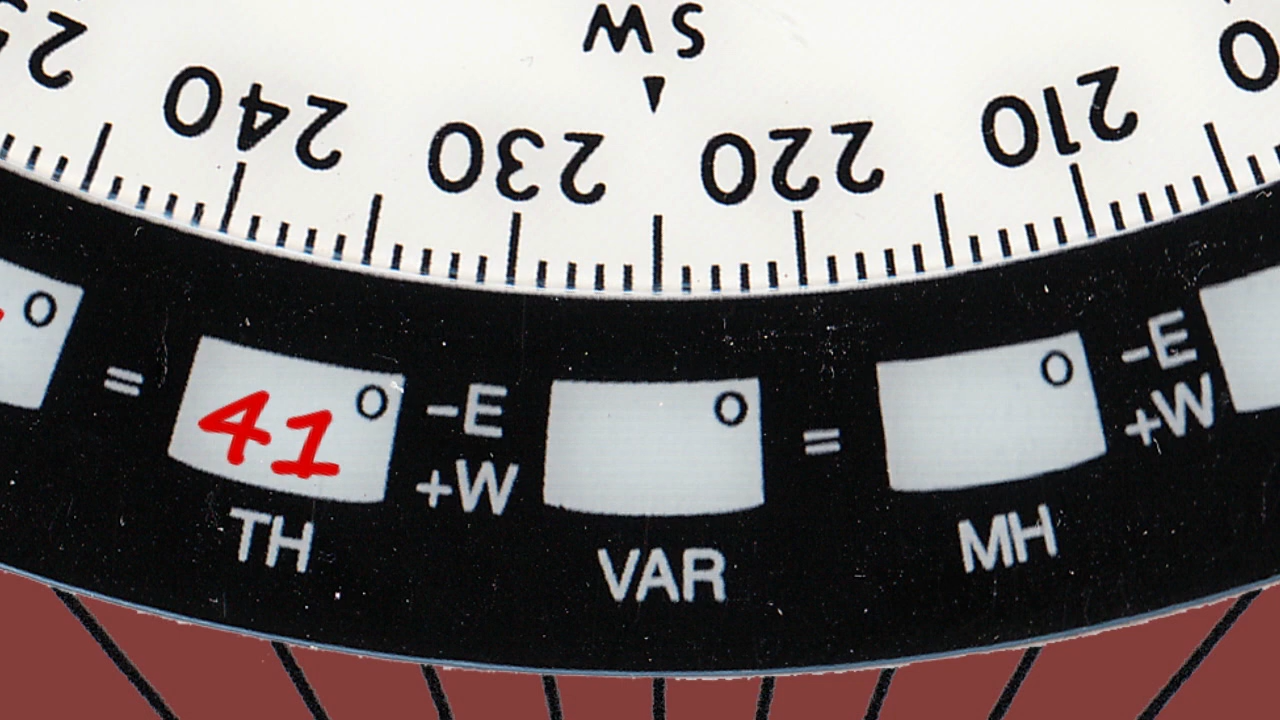 SW
240 230 220 210
O = 41 O -E +W O = O -E +W
TH VAR MH